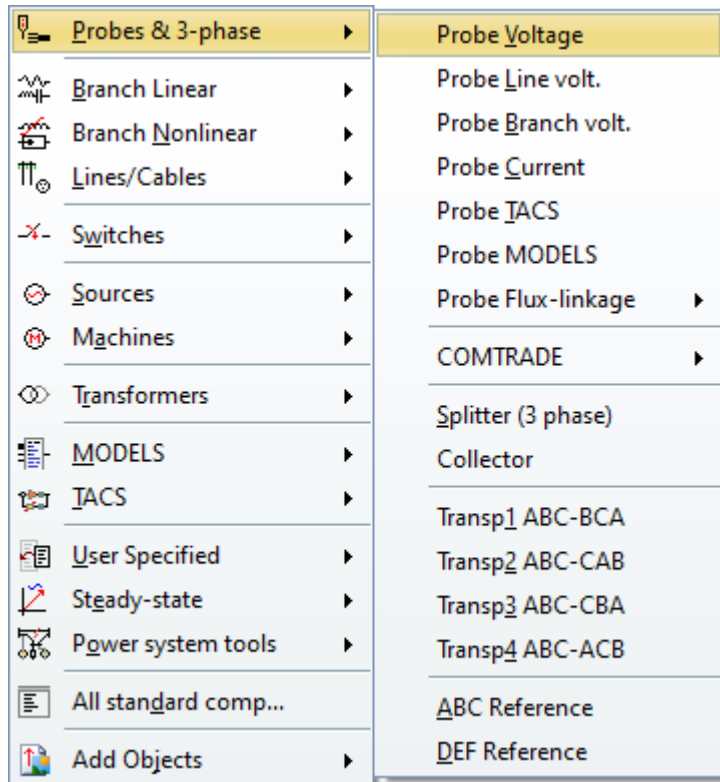 Probes & 3-phase
Branch Linear
Branch Nonlinear
Lines/Cables
Switches
Sources
Machines
Transformers
MODELS
TACS
User Specified
Steady-state
Power system tools
All standard comp...
Add Objects
Probe Voltage
Probe Line volt.
Probe Branch volt.
Probe Current
Probe TACS
Probe MODELS
Probe Flux-linkage
COMTRADE
Splitter (3 phase)
Collector
Transp1 ABC-BCA
Transp2 ABC-CAB
Transp3 ABC-CBA
Transp4 ABC-ACB
ABC Reference
DEF Reference